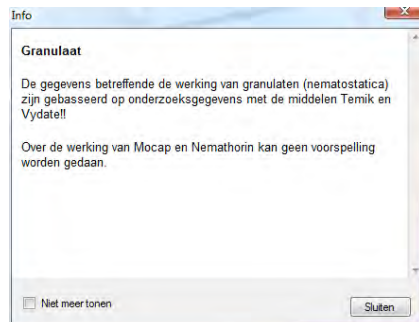 Info
Granulaat
De gegevens betreffende de werking van granulaten (nematostatica)
zijn gebasseerd op onderzoeksgegevens met de middelen Temik en
Vydate!!
Over de werking van Mocap en Nemathorin kan geen voorspelling
worden gedaan.
Niet meer tonen
Sluiten